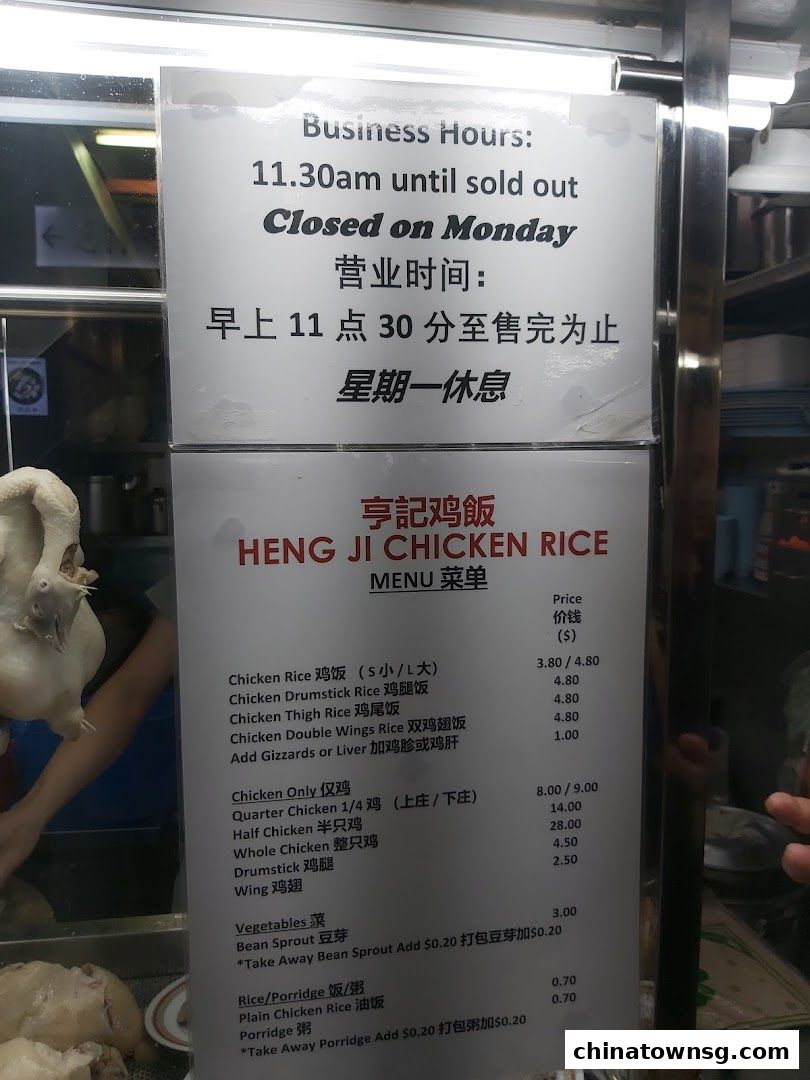 Business Hours:
11.30am until sold out
Closed on Monday
营业时间:
早上 11 点 30 分至售完为止
星期一休息
亨記鸡飯
HENG JI CHICKEN RICE
MENU 菜单
Price
价钱
($)
Chicken Rice 鸡饭 （S 小 / L 大） 3.80 / 4.80
Chicken Drumstick Rice 鸡腿饭 4.80
Chicken Thigh Rice 鸡尾饭 4.80
Chicken Double Wings Rice 双鸡翅饭 4.80
Add Gizzards or Liver 加鸡胗或鸡肝 1.00
Chicken Only 仅鸡
Quarter Chicken 1/4 鸡 （上庄 / 下庄） 8.00 / 9.00
Half Chicken 半只鸡 14.00
Whole Chicken 整只鸡 28.00
Drumstick 鸡腿 4.50
Wing 鸡翅 2.50
Vegetables 菜
Bean Sprout 豆芽 3.00
*Take Away Bean Sprout Add $0.20 打包豆芽加$0.20
Rice/Porridge 饭/粥
Plain Chicken Rice 油饭 0.70
Porridge 粥 0.70
*Take Away Porridge Add $0.20 打包粥加$0.20
chinatownsg.com